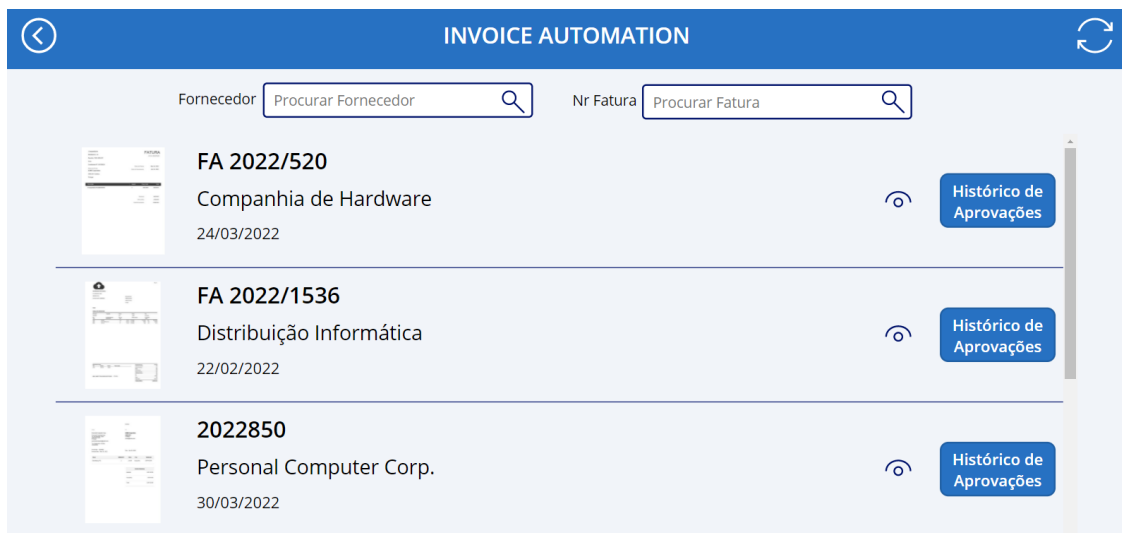 INVOICE AUTOMATION
Fornecedor Procurar Fornecedor Nr Fatura Procurar Fatura
FATURA
FA 2022/520
Companhia de Hardware
24/03/2022
Histórico de
Aprovações
FA 2022/1536
Distribuição Informática
22/02/2022
Histórico de
Aprovações
2022850
Personal Computer Corp.
30/03/2022
Histórico de
Aprovações